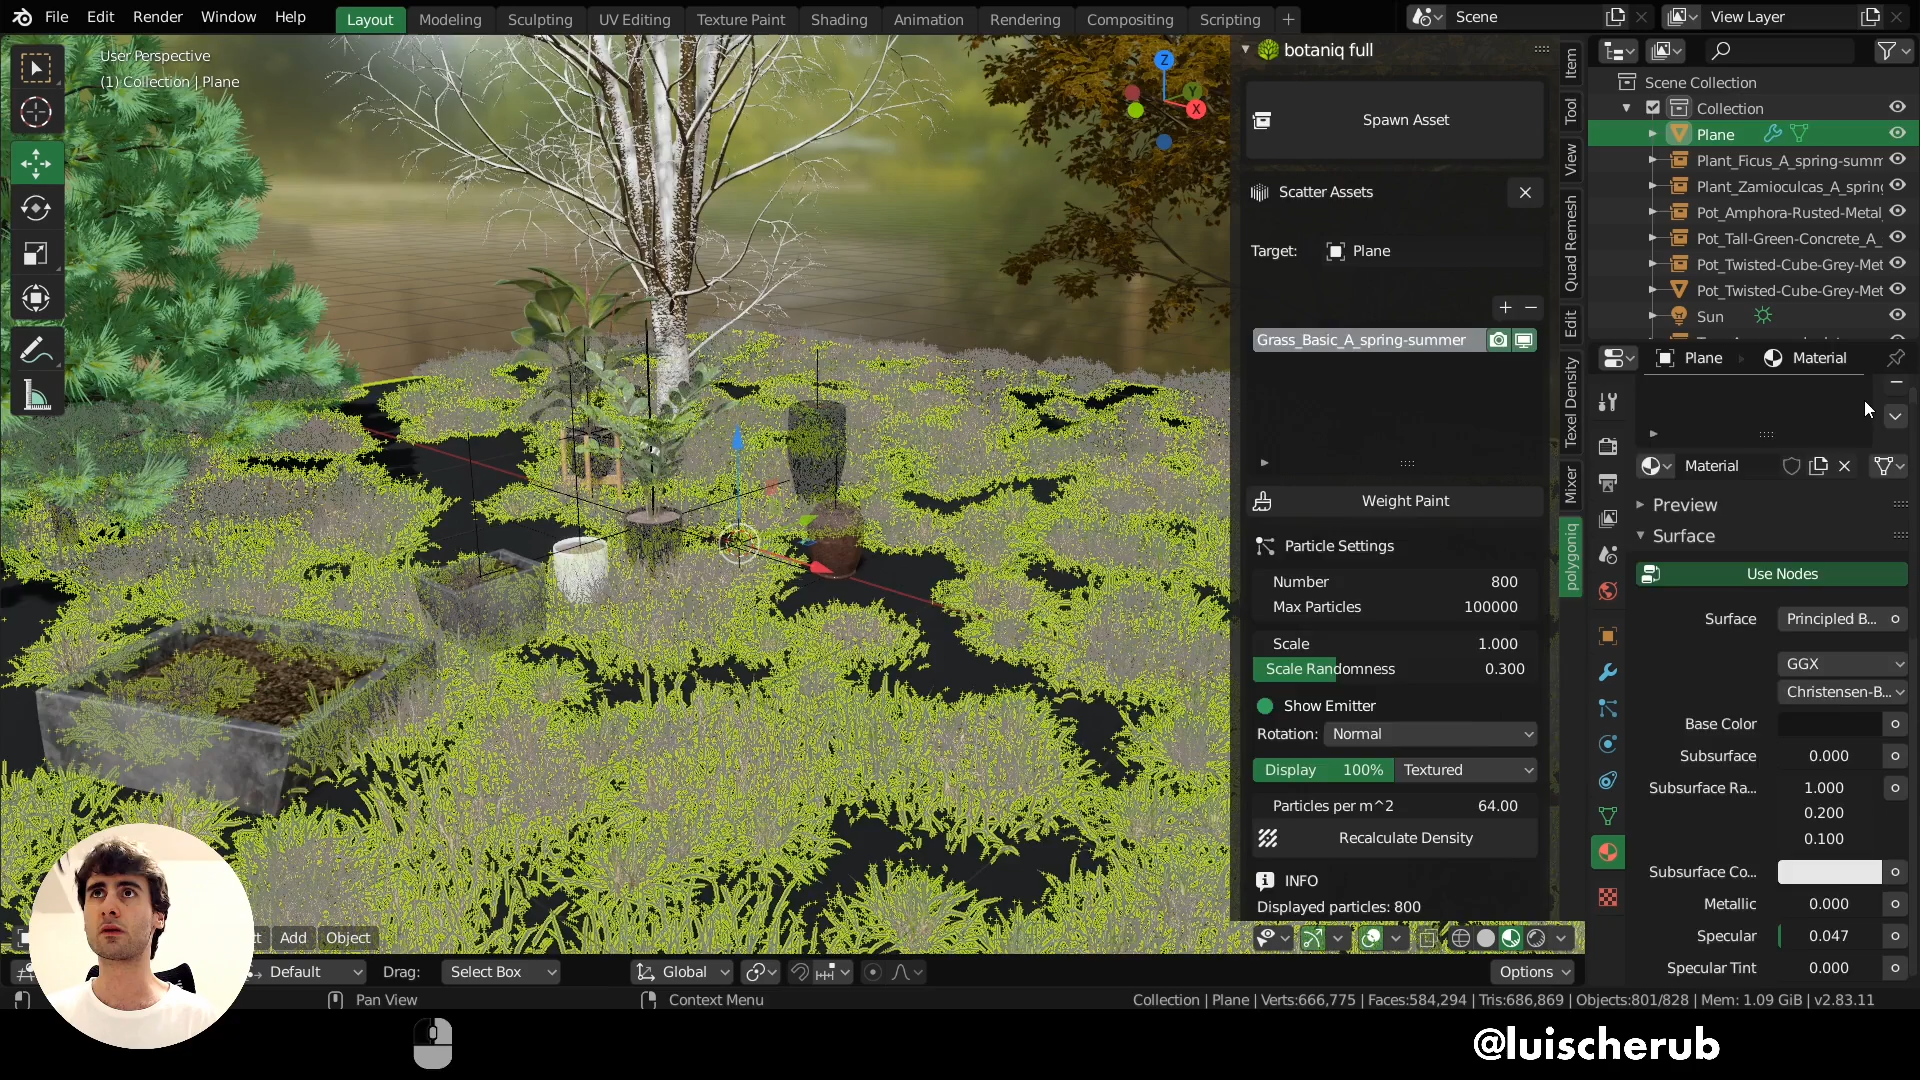 File Edit Render Window Help
Layout Modeling Sculpting UV Editing Texture Paint Shading Animation Rendering Compositing Scripting
Scene
View Layer
User Perspective
(1) Collection | Plane
Z
Y
X
botaniq full
Spawn Asset
Scatter Assets
Target: Plane
Grass_Basic_A_spring-summer
Weight Paint
Particle Settings
Number 800
Max Particles 100000
Scale 1.000
Scale Randomness 0.300
Show Emitter
Rotation: Normal
Display 100% Textured
Particles per m^2 64.00
Recalculate Density
INFO
Displayed particles: 800
Item
Tool
View
Quad Remesh
Edit
Texel Density
Mixer
polygoniq
Scene Collection
Collection
Plane
Plant_Ficus_A_spring-summ
Plant_Zamioculcas_A_spring
Pot_Amphora-Rusted-Metal
Pot_Tall-Green-Concrete_A_
Pot_Twisted-Cube-Grey-Met
Pot_Twisted-Cube-Grey-Met
Sun
Plane Material
Material
Preview
Surface
Use Nodes
Surface Principled B...
GGX
Christensen-B...
Base Color
Subsurface 0.000
Subsurface Ra... 1.000
0.200
0.100
Subsurface Co...
Metallic 0.000
Specular 0.047
Specular Tint 0.000
Add Object
Default Drag: Select Box Global Options
Pan View Context Menu
Collection | Plane | Verts:666,775 | Faces:584,294 | Tris:686,869 | Objects:801/828 | Mem: 1.09 GiB | v2.83.11
@luischerub